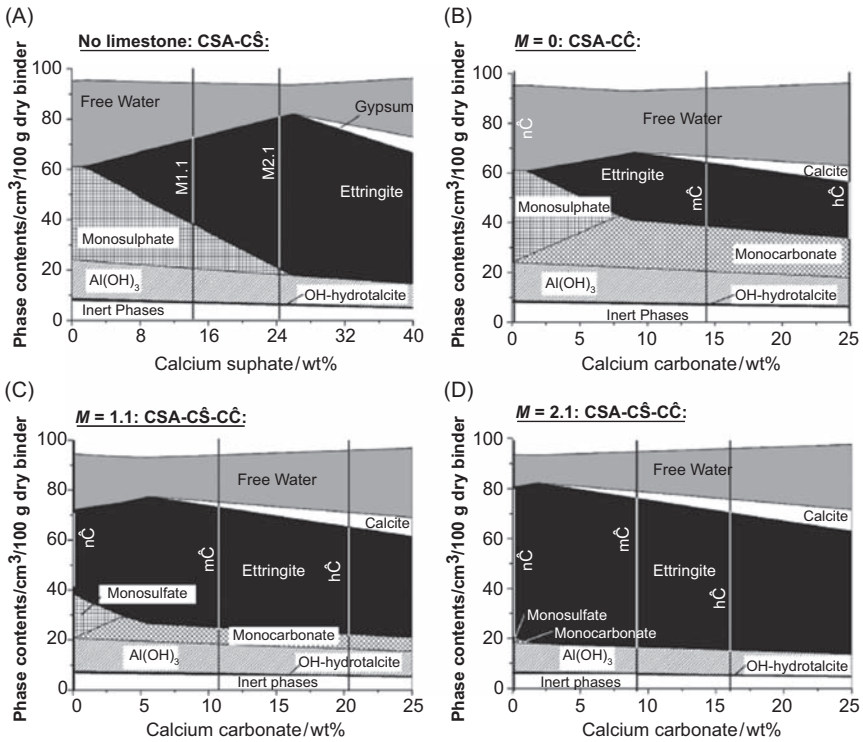 (A)
No limestone: CSA-CŜ:
Phase contents/cm³/100 g dry binder
100
80
60
40
20
0
Free Water
Gypsum
M1.1
M2.1
Ettringite
Monosulphate
Al(OH)₃
OH-hydrotalcite
Inert Phases
0 8 16 24 32 40
Calcium suphate/wt%
(B)
M = 0: CSA-CĈ:
Phase contents/cm³/100 g dry binder
100
80
60
40
20
0
nĈ
Free Water
Calcite
Ettringite
mĈ
hĈ
Monosulphate
Monocarbonate
Al(OH)₃
OH-hydrotalcite
Inert Phases
0 5 10 15 20 25
Calcium carbonate/wt%
(C)
M = 1.1: CSA-CŜ-CĈ:
Phase contents/cm³/100 g dry binder
100
80
60
40
20
0
Free Water
Calcite
nĈ
mĈ
hĈ
Ettringite
Monosulfate
Monocarbonate
Al(OH)₃
OH-hydrotalcite
Inert phases
0 5 10 15 20 25
Calcium carbonate/wt%
(D)
M = 2.1: CSA-CŜ-CĈ:
Phase contents/cm³/100 g dry binder
100
80
60
40
20
0
Free Water
Calcite
nĈ
mĈ
hĈ
Ettringite
Monosulfate
Monocarbonate
Al(OH)₃
OH-hydrotalcite
Inert phases
0 5 10 15 20 25
Calcium carbonate/wt%